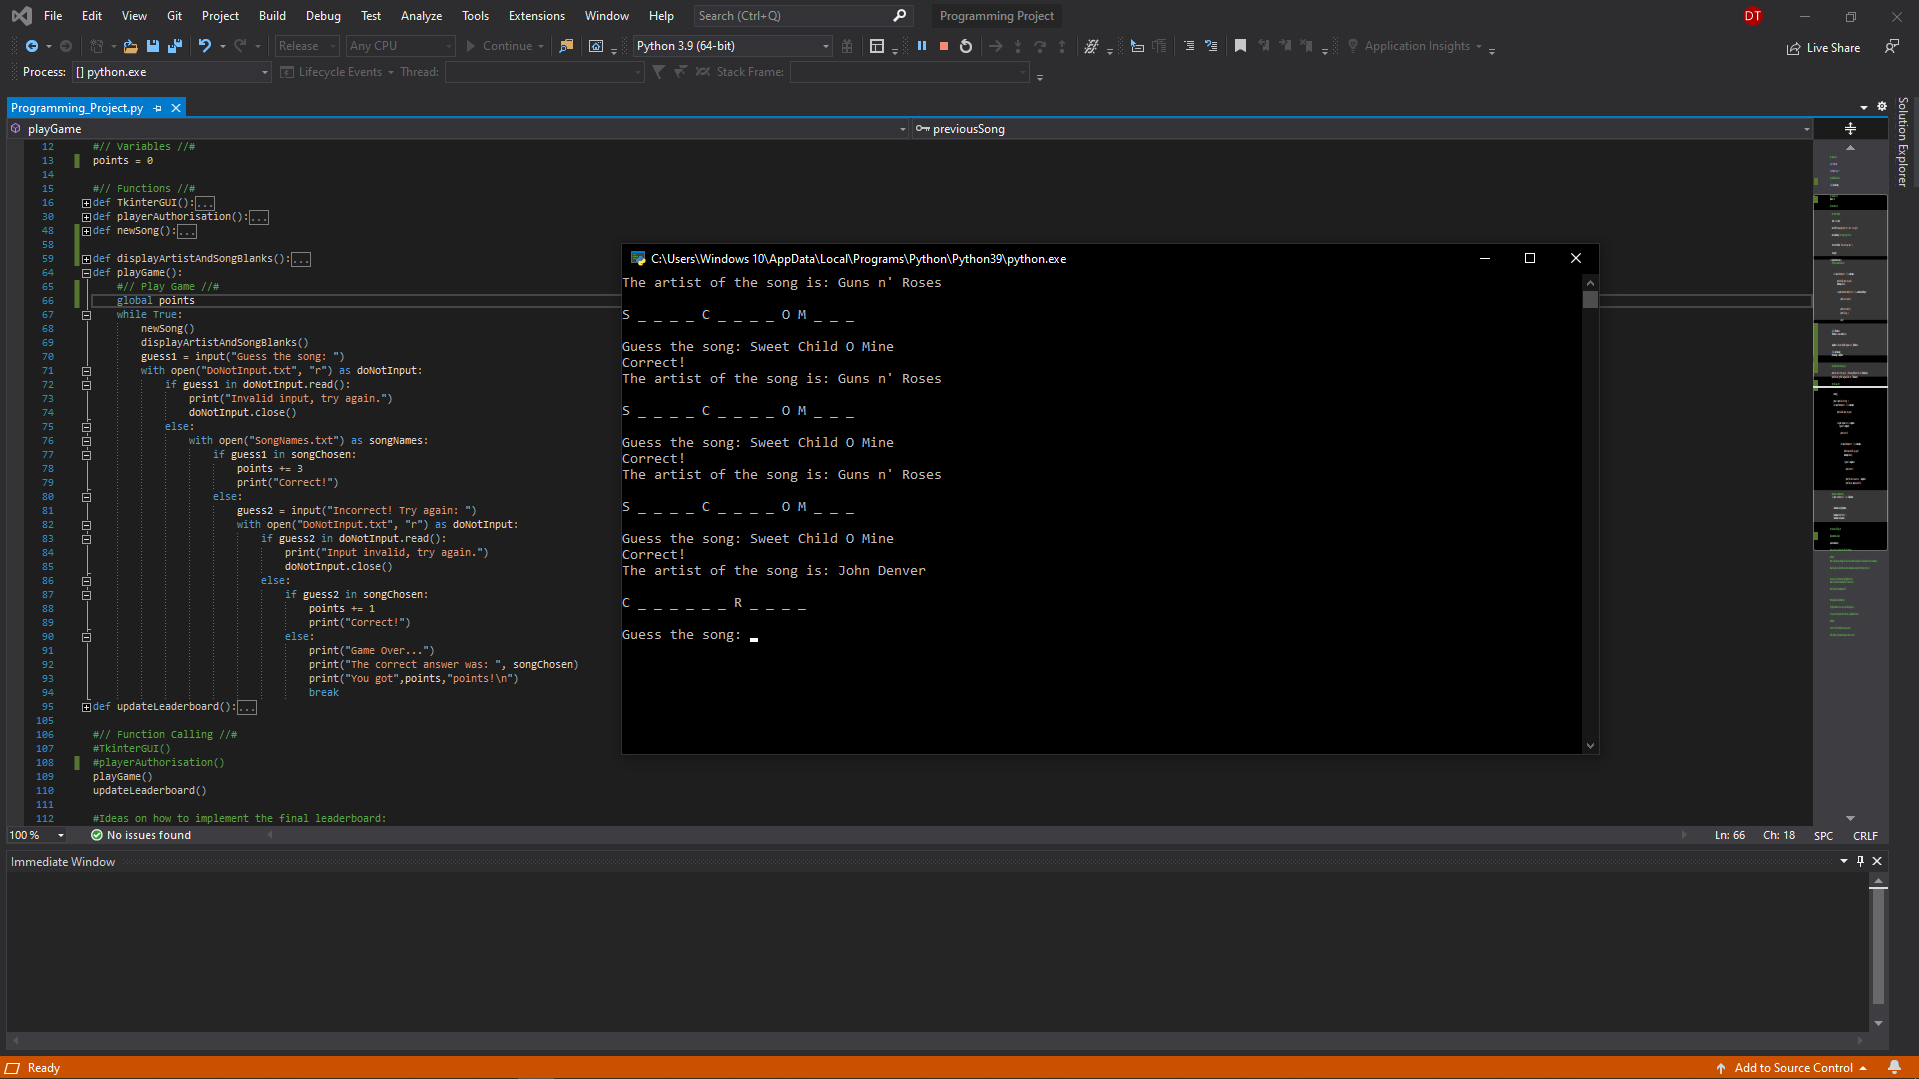 File Edit View Git Project Build Debug Test Analyze Tools Extensions Window Help Search (Ctrl+Q) Programming Project DT
Release Any CPU Continue Python 3.9 (64-bit) Application Insights Live Share
Process: [] python.exe Lifecycle Events Thread: Stack Frame:
Programming_Project.py
playGame previousSong
Solution Explorer
12 #// Variables //#
13 points = 0
14
15 #// Functions //#
16 def TkinterGUI():...
30 def playerAuthorisation():...
48 def newSong():...
58
59 def displayArtistAndSongBlanks():...
64 def playGame():
65 #// Play Game //#
66 global points
67 while True:
68 newSong()
69 displayArtistAndSongBlanks()
70 guess1 = input("Guess the song: ")
71 with open("DoNotInput.txt", "r") as doNotInput:
72 if guess1 in doNotInput.read():
73 print("Invalid input, try again.")
74 doNotInput.close()
75 else:
76 with open("SongNames.txt") as songNames:
77 if guess1 in songChosen:
78 points += 3
79 print("Correct!")
80 else:
81 guess2 = input("Incorrect! Try again: ")
82 with open("DoNotInput.txt", "r") as doNotInput:
83 if guess2 in doNotInput.read():
84 print("Input invalid, try again.")
85 doNotInput.close()
86 else:
87 if guess2 in songChosen:
88 points += 1
89 print("Correct!")
90 else:
91 print("Game Over...")
92 print("The correct answer was: ", songChosen)
93 print("You got",points,"points!\n")
94 break
95 def updateLeaderboard():...
105
106 #// Function Calling //#
107 #TkinterGUI()
108 #playerAuthorisation()
109 playGame()
110 updateLeaderboard()
111
112 #Ideas on how to implement the final leaderboard:
C:\Users\Windows 10\AppData\Local\Programs\Python\Python39\python.exe
The artist of the song is: Guns n' Roses
S _ _ _ _ C _ _ _ _ O M _ _ _
Guess the song: Sweet Child O Mine
Correct!
The artist of the song is: Guns n' Roses
S _ _ _ _ C _ _ _ _ O M _ _ _
Guess the song: Sweet Child O Mine
Correct!
The artist of the song is: Guns n' Roses
S _ _ _ _ C _ _ _ _ O M _ _ _
Guess the song: Sweet Child O Mine
Correct!
The artist of the song is: John Denver
C _ _ _ _ _ _ R _ _ _ _
Guess the song: _
100 % No issues found Ln: 66 Ch: 18 SPC CRLF
Immediate Window
Ready Add to Source Control